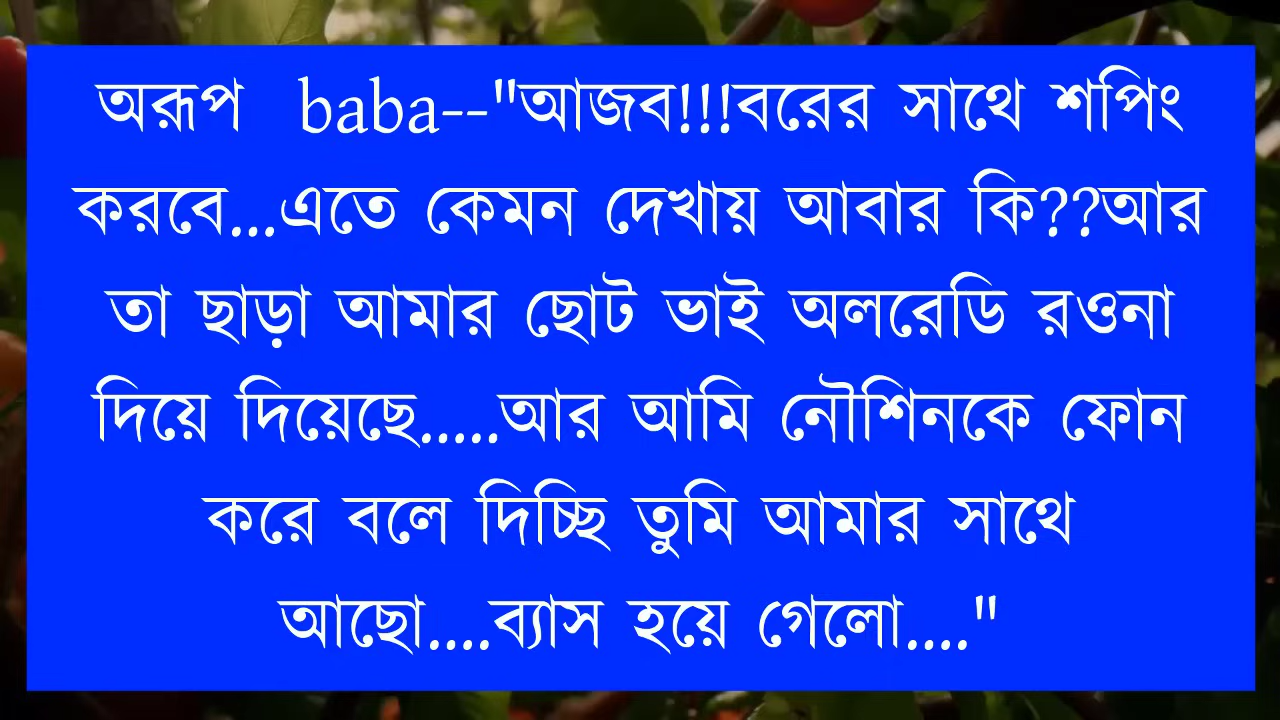 অরূপ  baba--"আজব!!!বরের সাথে শপিং
করবে...এতে কেমন দেখায় আবার কি??আর
তা ছাড়া আমার ছোট ভাই অলরেডি রওনা
দিয়ে দিয়েছে.....আর আমি নৌশিনকে ফোন
করে বলে দিচ্ছি তুমি আমার সাথে
আছো....ব্যাস হয়ে গেলো...."